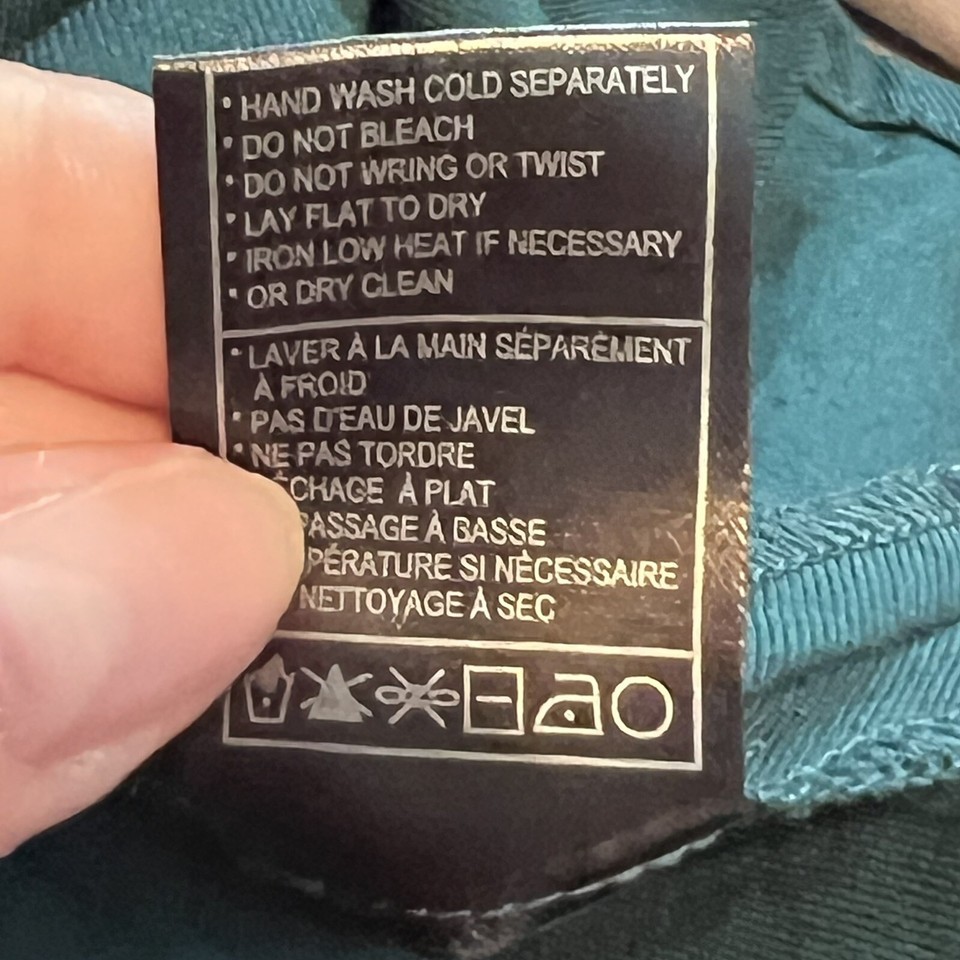 • HAND WASH COLD SEPARATELY
• DO NOT BLEACH
• DO NOT WRING OR TWIST
• LAY FLAT TO DRY
• IRON LOW HEAT IF NECESSARY
• OR DRY CLEAN
• LAVER À LA MAIN SÉPARÉMENT
À FROID
• PAS D'EAU DE JAVEL
• NE PAS TORDRE
ÉCHAGE À PLAT
PASSAGE À BASSE
PÉRATURE SI NÈCESSAIRE
NETTOYAGE À SEC